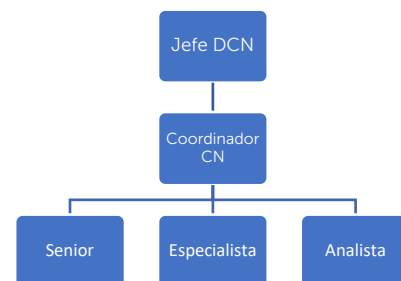 Jefe DCN
Coordinador
CN
Senior
Especialista
Analista